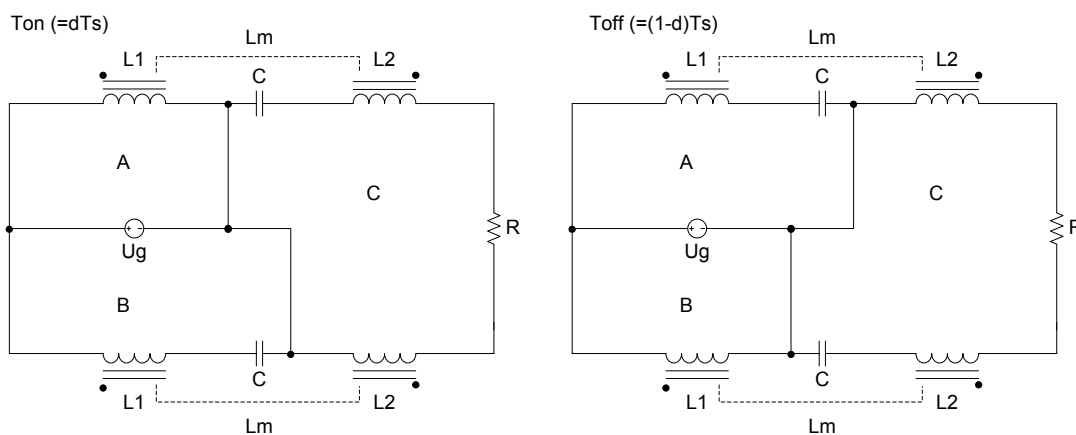 Ton (=dTs)
Lm
L1
L2
C
A
C
R
+ -
Ug
B
C
L1
L2
Lm
Toff (=(1-d)Ts)
Lm
L1
L2
C
A
C
R
+ -
Ug
B
C
L1
L2
Lm